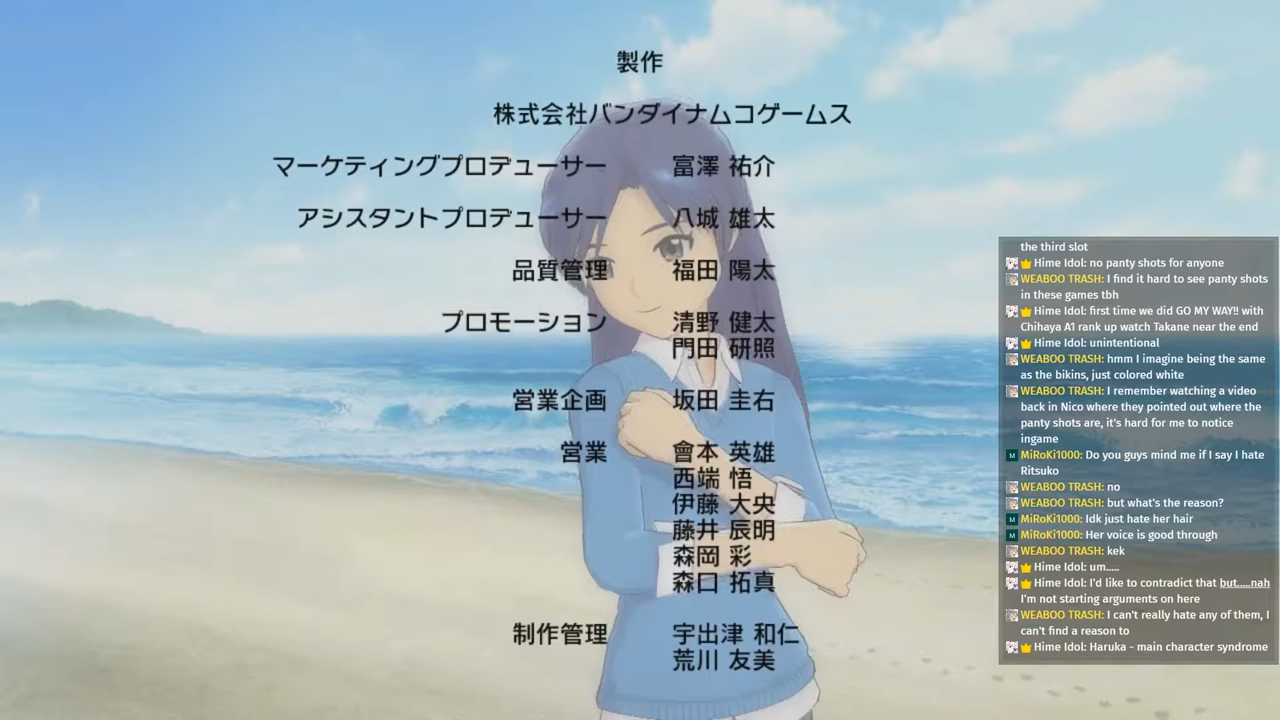 製作
株式会社バンダイナムコゲームス
マーケティングプロデューサー 富澤 祐介
アシスタントプロデューサー 八城 雄太
品質管理 福田 陽太
プロモーション 清野 健太
門田 研照
営業企画 坂田 圭右
営業 會本 英雄
西端 悟
伊藤 大央
藤井 辰明
森岡 彩
森口 拓真
制作管理 宇出津 和仁
荒川 友美
the third slot
Hime Idol: no panty shots for anyone
WEABOO TRASH: I find it hard to see panty shots
in these games tbh
Hime Idol: first time we did GO MY WAY!! with
Chihaya A1 rank up watch Takane near the end
Hime Idol: unintentional
WEABOO TRASH: hmm I imagine being the same
as the bikins, just colored white
WEABOO TRASH: I remember watching a video
back in Nico where they pointed out where the
panty shots are, it's hard for me to notice
ingame
M MiRoKi1000: Do you guys mind me if I say I hate
Ritsuko
WEABOO TRASH: no
WEABOO TRASH: but what's the reason?
M MiRoKi1000: Idk just hate her hair
M MiRoKi1000: Her voice is good through
WEABOO TRASH: kek
Hime Idol: um.....
Hime Idol: I'd like to contradict that but.....nah
I'm not starting arguments on here
WEABOO TRASH: I can't really hate any of them, I
can't find a reason to
Hime Idol: Haruka - main character syndrome